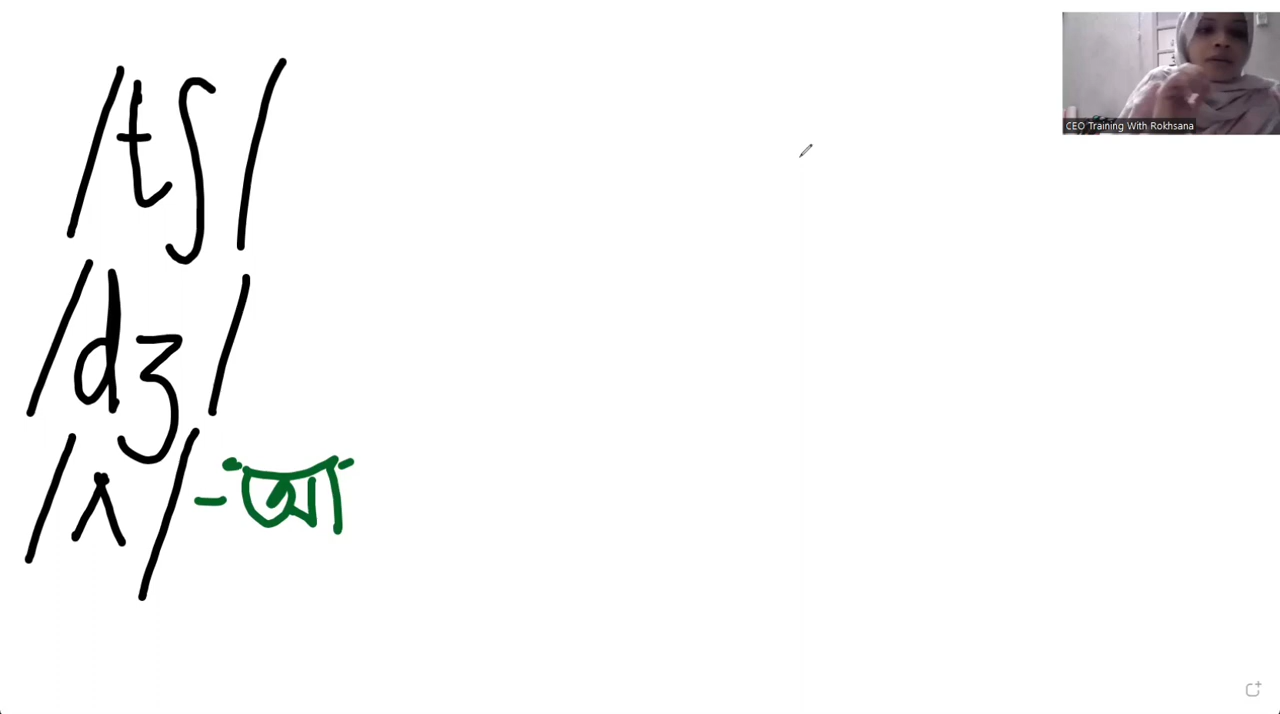 /tʃ/
/dʒ/
/ʌ/ - "আ"
CEO Training With Rokhsana